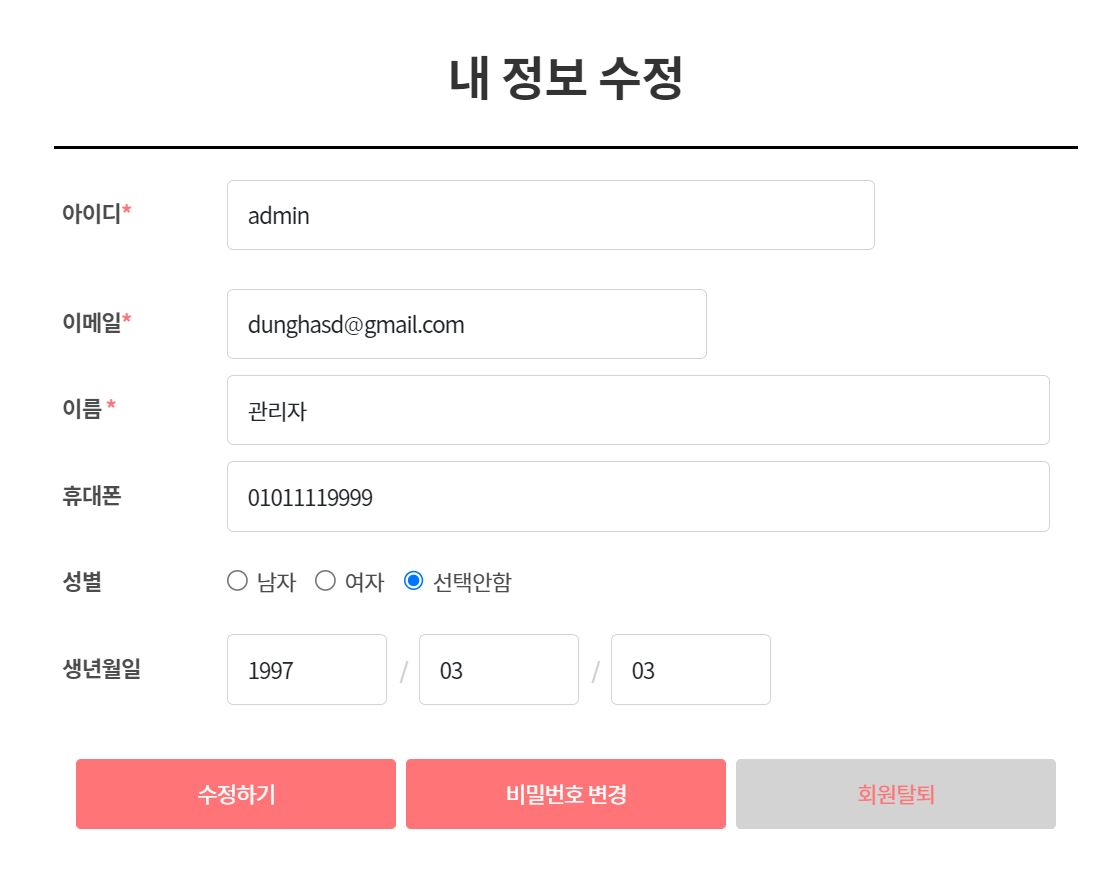 내 정보 수정
아이디* admin
이메일* dunghasd@gmail.com
이름 * 관리자
휴대폰 01011119999
성별 남자 여자 선택안함
생년월일 1997 / 03 / 03
수정하기 비밀번호 변경 회원탈퇴